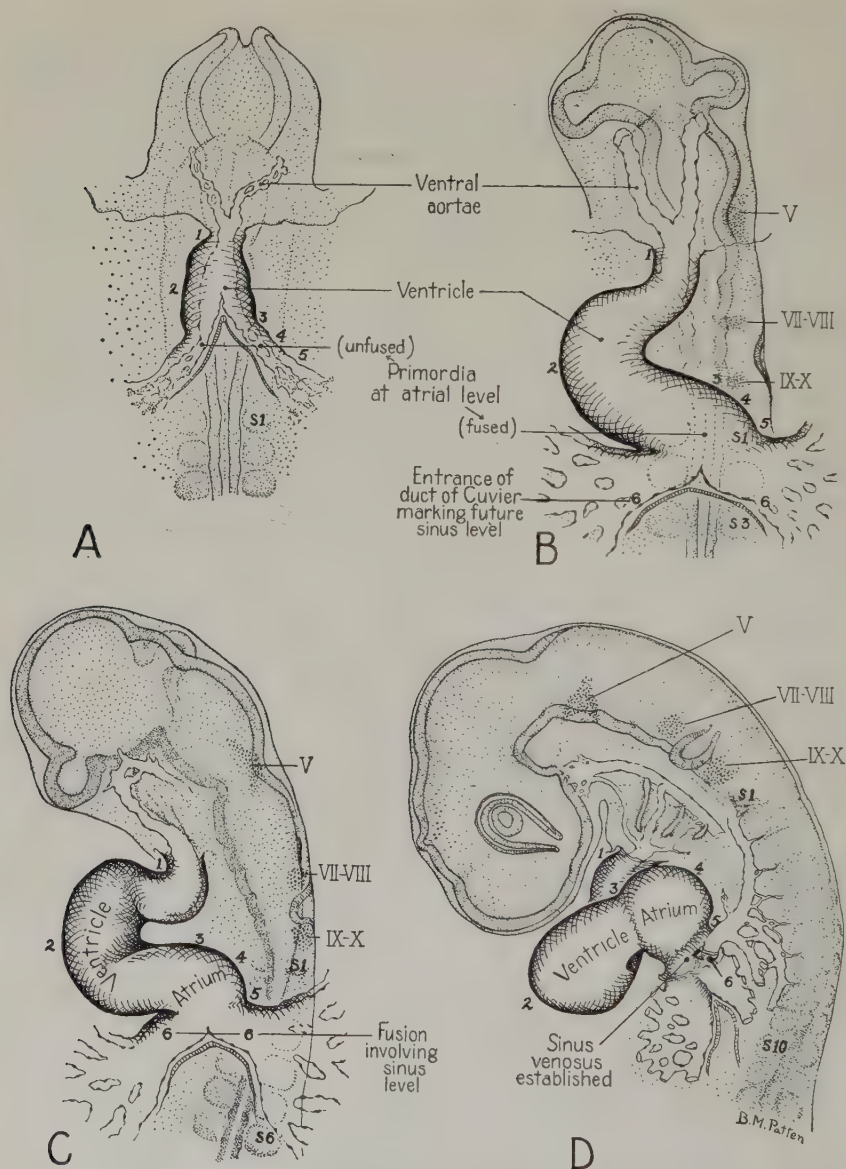 Ventral
aortae
1
2
Ventricle
3
4
5
(unfused)
Primordia
at atrial level
(fused)
S1
A
V
1
VII-VIII
2
IX-X
3
4
5
S1
Entrance of
duct of Cuvier
marking future
sinus level
6
6
S3
B
V
1
VII-VIII
2
Ventricle
3
IX-X
4
S1
Atrium
5
6
6
Fusion
involving
sinus
level
S6
C
V
VII-VIII
IX-X
S1
1
4
3
Atrium
5
Ventricle
6
2
Sinus
venosus
established
S10
B.M. Patten
D